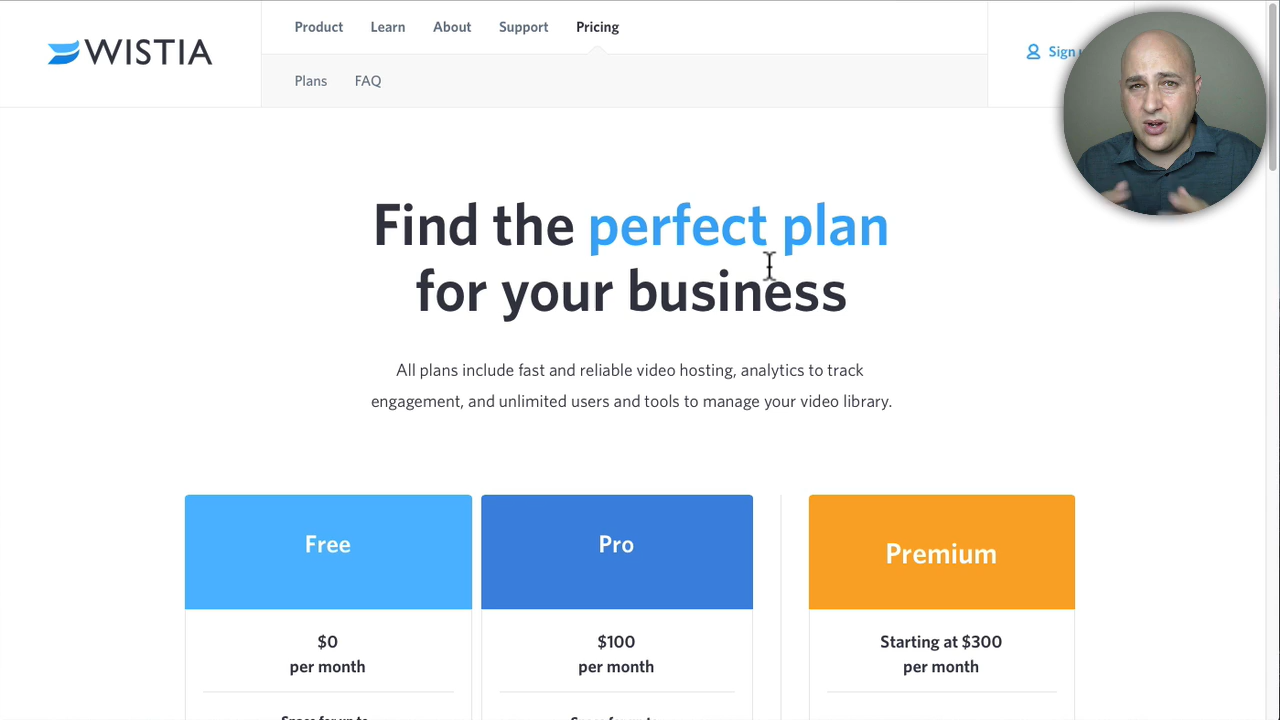 WISTIA
Product Learn About Support Pricing
Plans FAQ
Sign
Find the perfect plan
for your business
All plans include fast and reliable video hosting, analytics to track
engagement, and unlimited users and tools to manage your video library.
Free
$0
per month
Pro
$100
per month
Premium
Starting at $300
per month